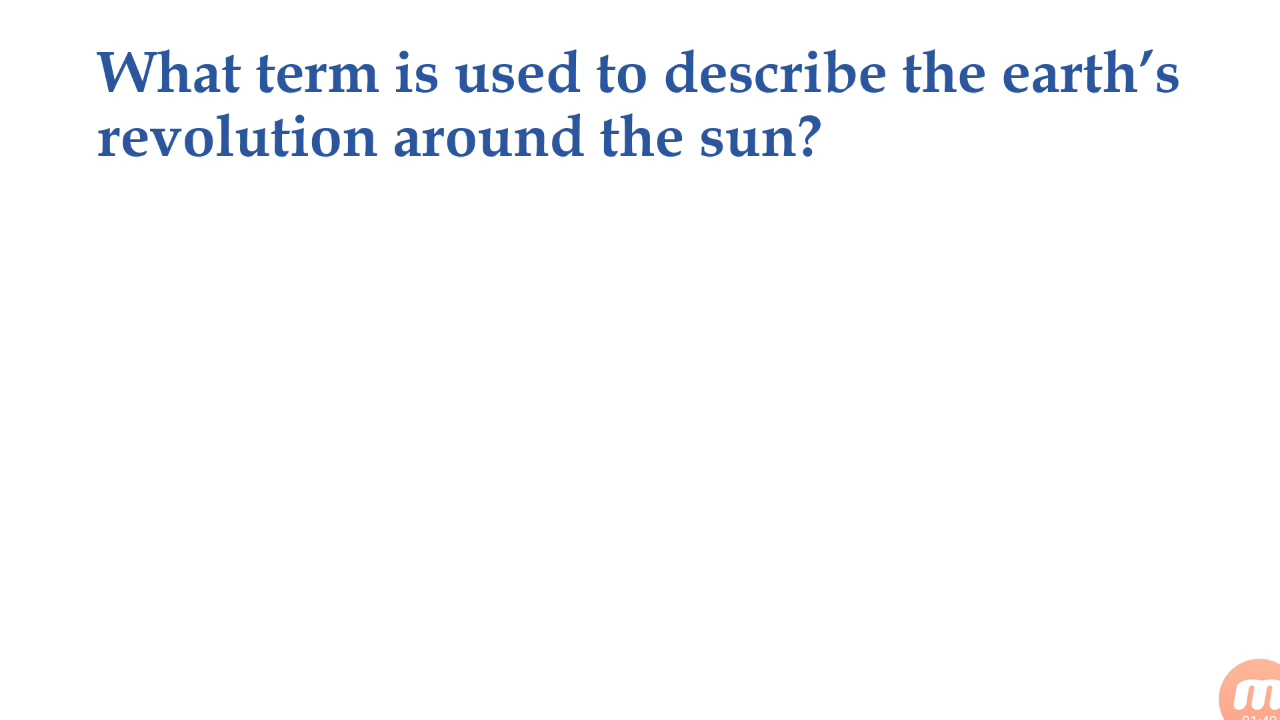 What term is used to describe the earth’s
revolution around the sun?